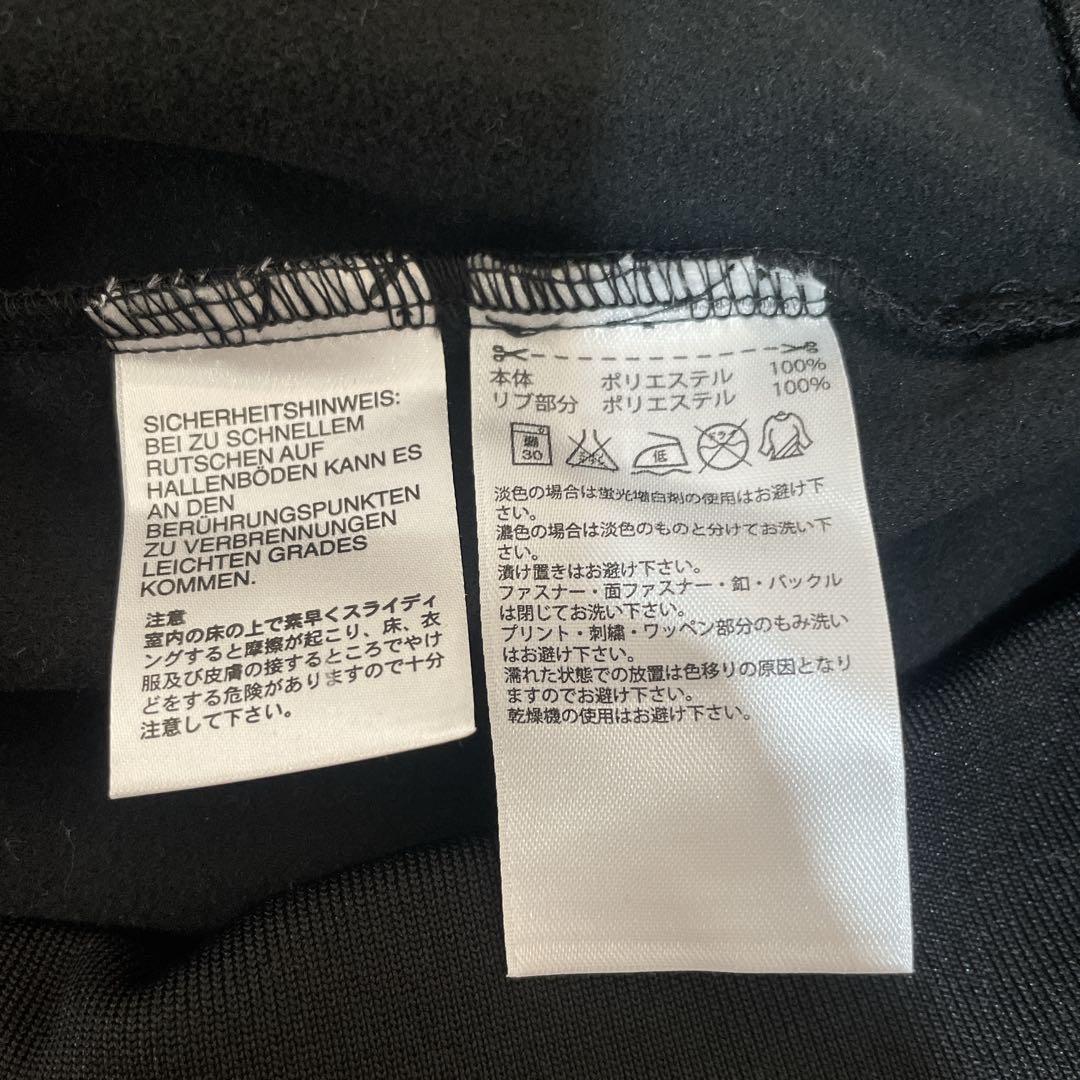 SICHERHEITSHINWEIS:
BEI ZU SCHNELLEM
RUTSCHEN AUF
HALLENBÖDEN KANN ES
AN DEN
BERÜHRUNGSPUNKTEN
ZU VERBRENNUNGEN
LEICHTEN GRADES
KOMMEN.
注意
室内の床の上で素早くスライディ
ングすると摩擦が起こり、床、衣
服及び皮膚の接するところでやけ
どをする危険がありますので十分
注意して下さい。
本体 ポリエステル 100%
リブ部分 ポリエステル 100%
30 低
淡色の場合は蛍光増白剤の使用はお避け下
さい。
濃色の場合は淡色のものと分けてお洗い下
さい。
漬け置きはお避け下さい。
ファスナー・面ファスナー・釦・バックル
は閉じてお洗い下さい。
プリント・刺繍・ワッペン部分のもみ洗い
はお避け下さい。
濡れた状態での放置は色移りの原因となり
ますのでお避け下さい。
乾燥機の使用はお避け下さい。